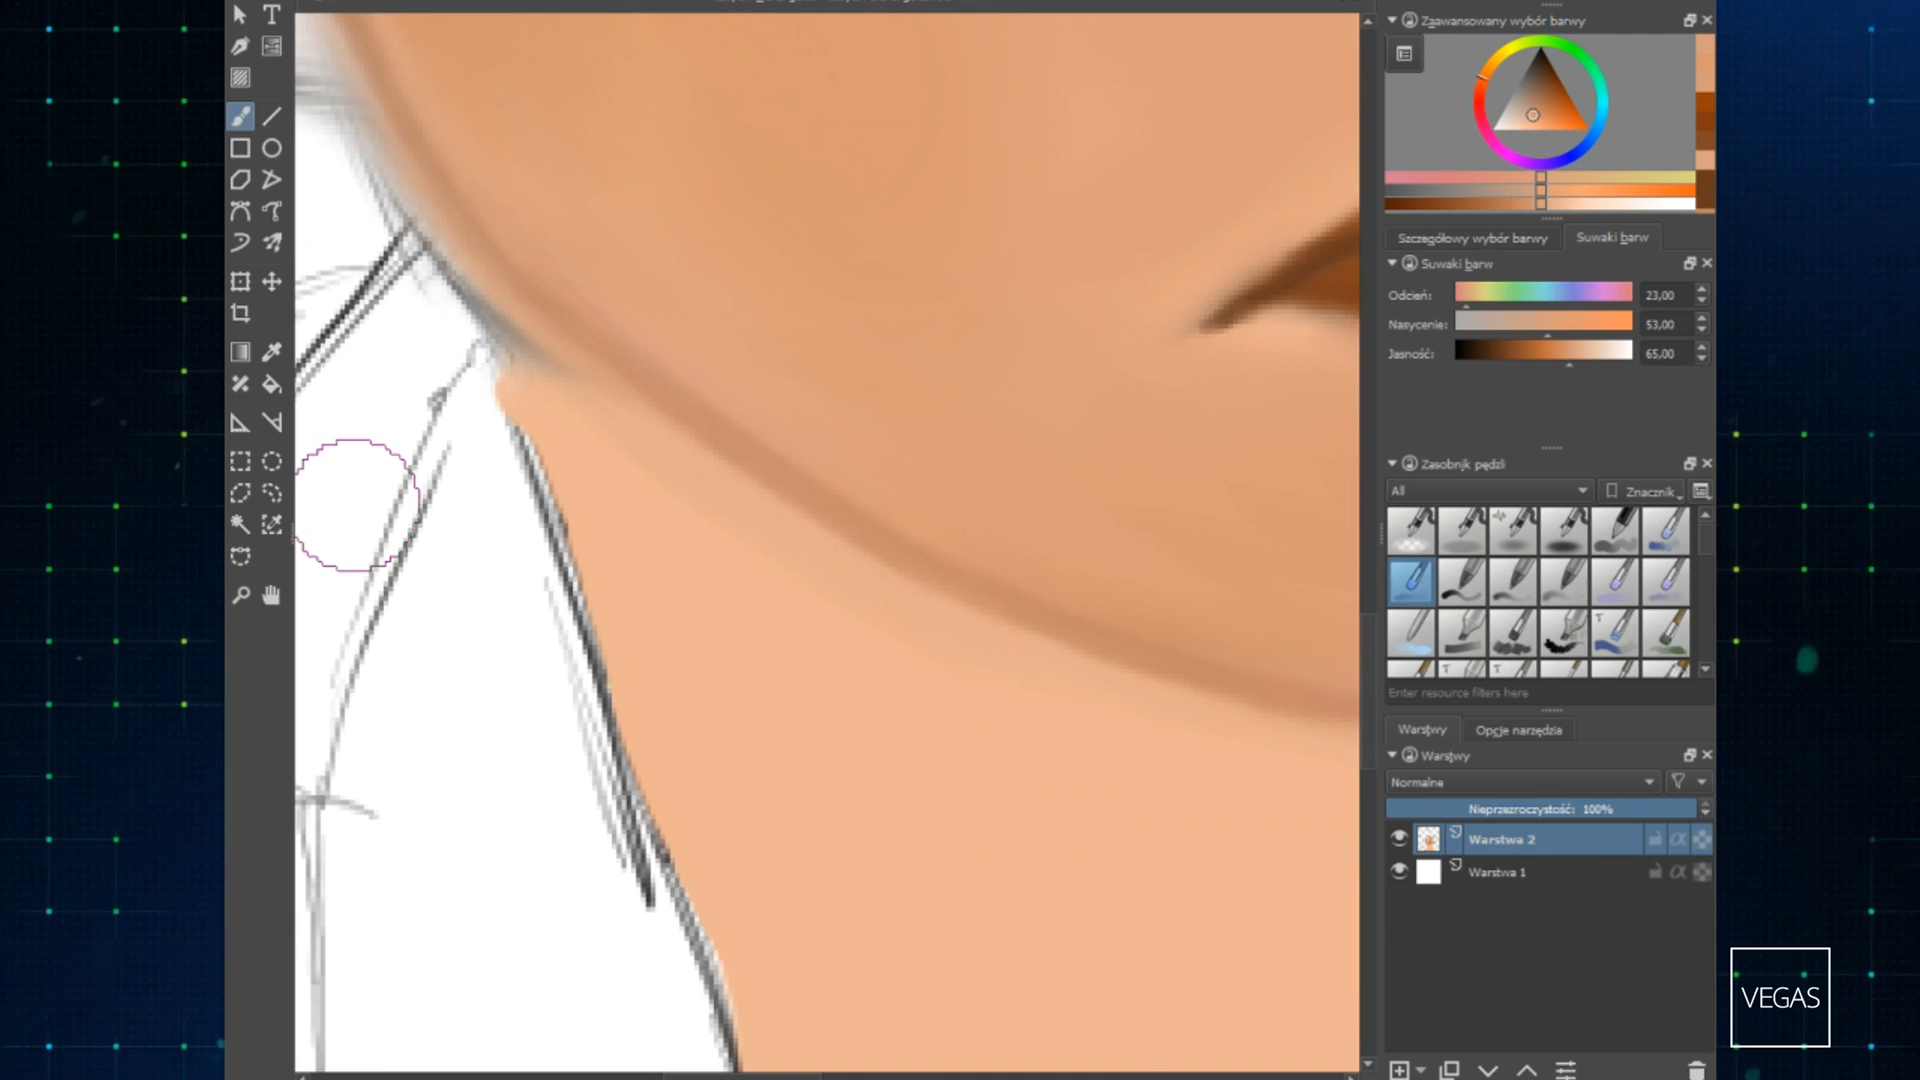 Zaawansowany wybór barwy
Szczegółowy wybór barwy
Suwaki barw
Suwaki barw
Odcień:
23,00
Nasycenie:
53,00
Jasność:
65,00
Zasobnik pędzli
All
Znacznik
Enter resource filters here
Warstwy
Opcje narzędzia
Warstwy
Normalne
Nieprzezroczystość: 100%
Warstwa 2
Warstwa 1
VEGAS